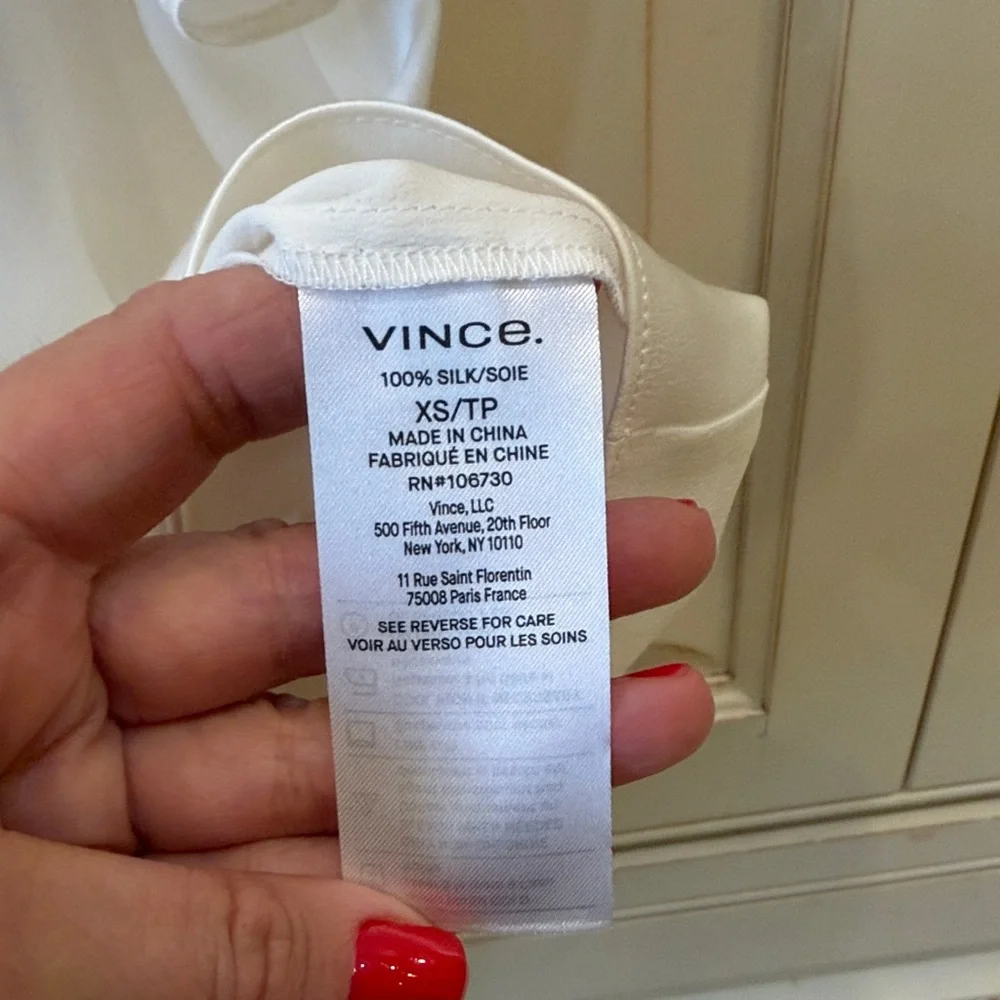 VINCe.
100% SILK/SOIE
XS/TP
MADE IN CHINA
FABRIQUÉ EN CHINE
RN#106730
Vince, LLC
500 Fifth Avenue, 20th Floor
New York, NY 10110
11 Rue Saint Florentin
75008 Paris France
SEE REVERSE FOR CARE
VOIR AU VERSO POUR LES SOINS